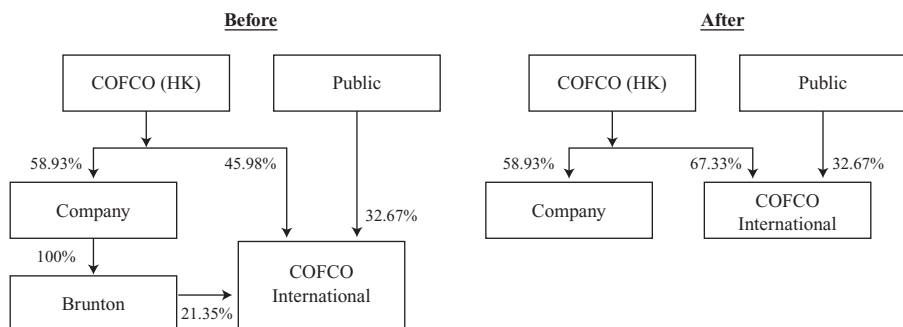 Before
COFCO (HK)
Public
58.93%
45.98%
Company
32.67%
100%
COFCO
International
Brunton
21.35%
After
COFCO (HK)
Public
58.93%
67.33%
32.67%
Company
COFCO
International